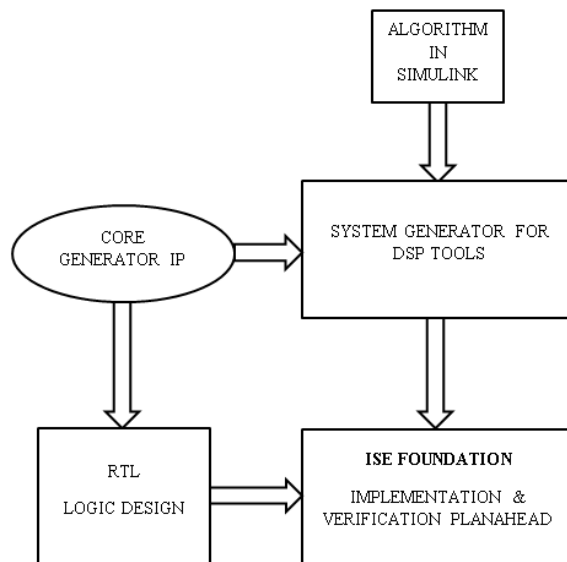 ALGORITHM
IN
SIMULINK
SYSTEM GENERATOR FOR
DSP TOOLS
CORE
GENERATOR IP
RTL
LOGIC DESIGN
ISE FOUNDATION
IMPLEMENTATION &
VERIFICATION PLANAHEAD